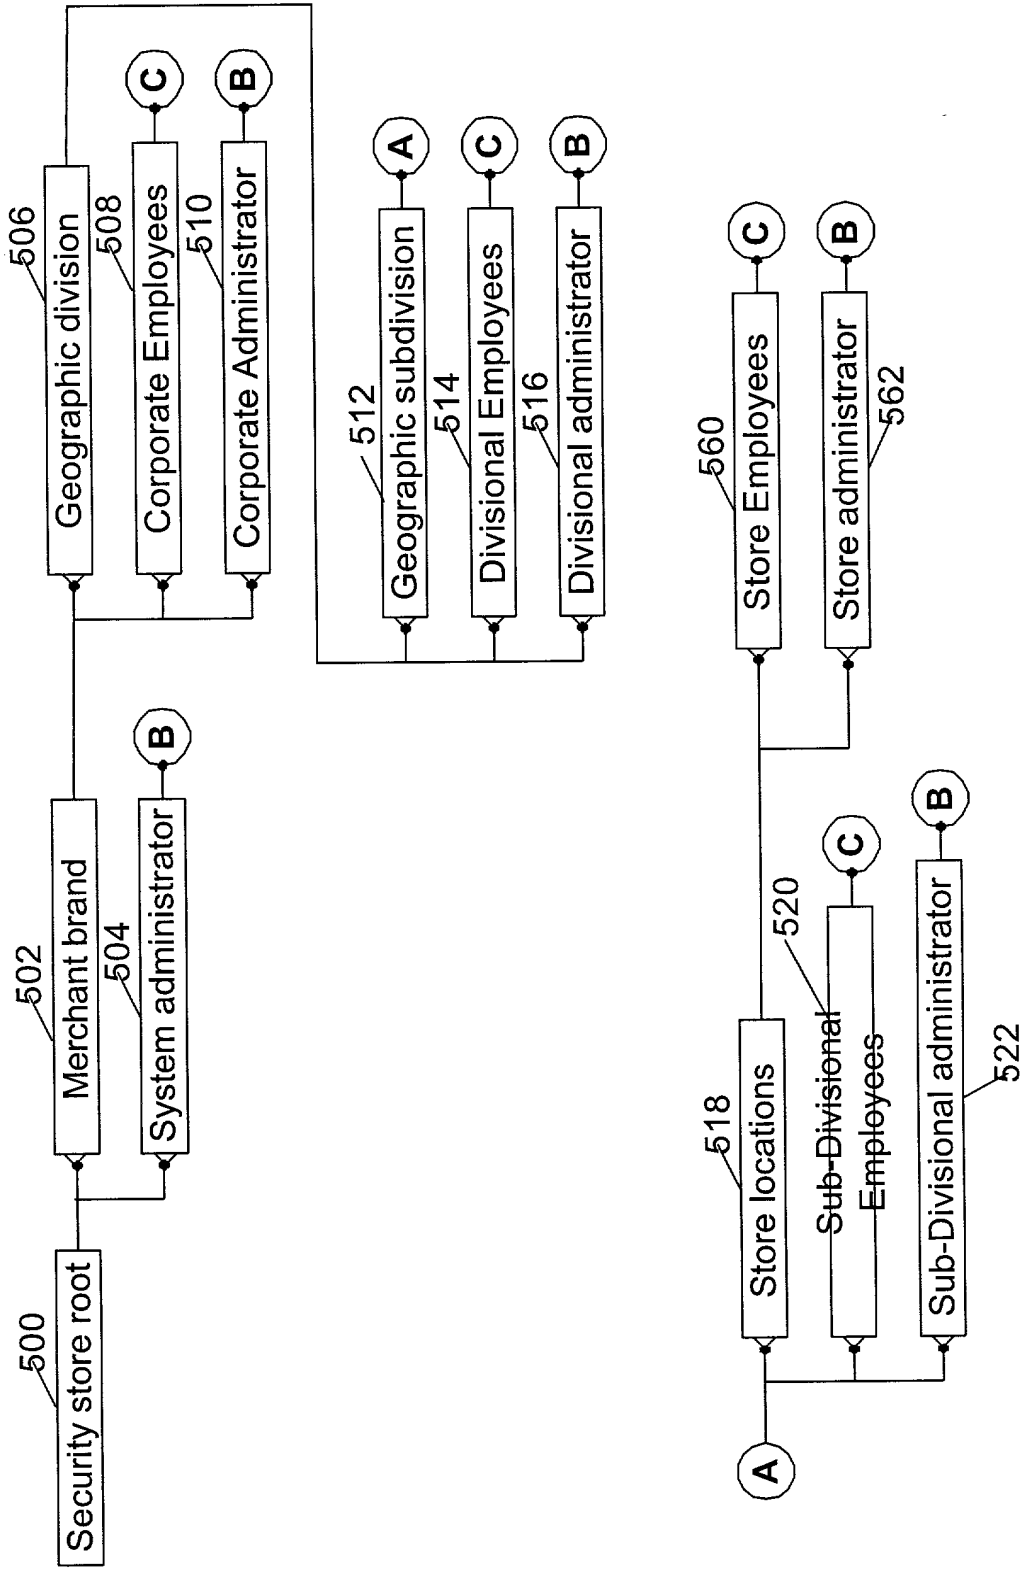 500
Security store root
502
Merchant brand
504
System administrator
B
506
Geographic division
508
Corporate Employees
C
510
Corporate Administrator
B
512
Geographic subdivision
A
514
Divisional Employees
C
516
Divisional administrator
B
A
518
Store locations
520
Sub-Divisional
Employees
C
Sub-Divisional administrator
522
B
560
Store Employees
C
Store administrator
562
B